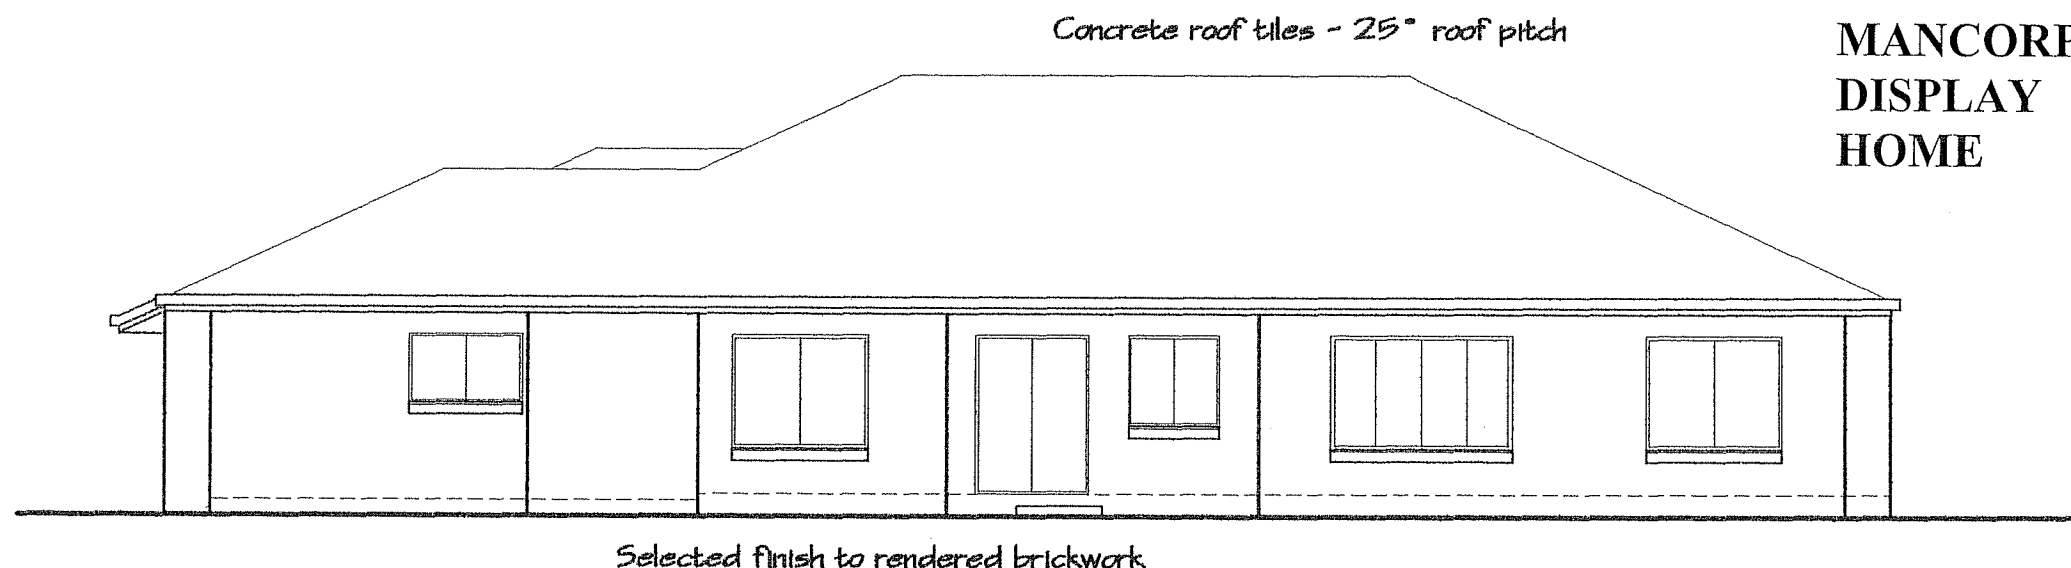 Concrete roof tiles - 25° roof pitch
MANCORP
DISPLAY
HOME
Selected finish to rendered brickwork